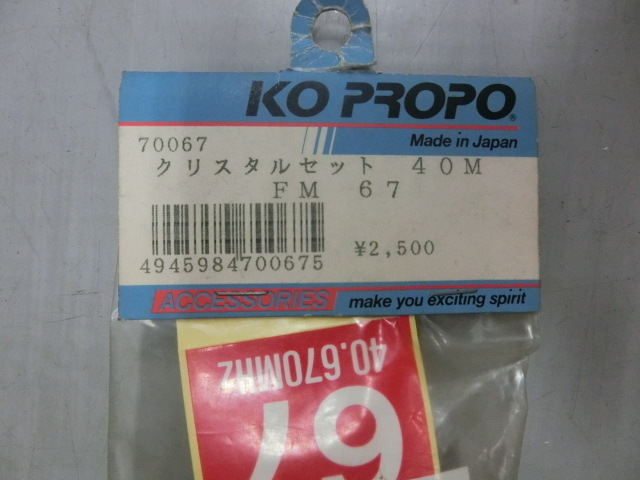 KO PROPO®
Made in Japan
70067
クリスタルセット 40M
FM 67
¥2,500
4945984700675
ACCESSORIES make you exciting spirit
40.670MHz
67